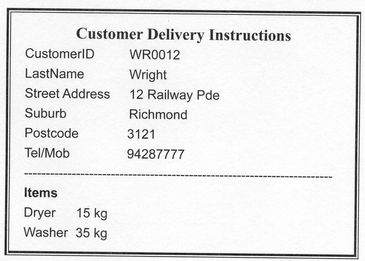 Customer Delivery Instructions
CustomerID WR0012
LastName Wright
Street Address 12 Railway Pde
Suburb Richmond
Postcode 3121
Tel/Mob 94287777
--------------------------------------------------------------------------------
Items
Dryer 15 kg
Washer 35 kg